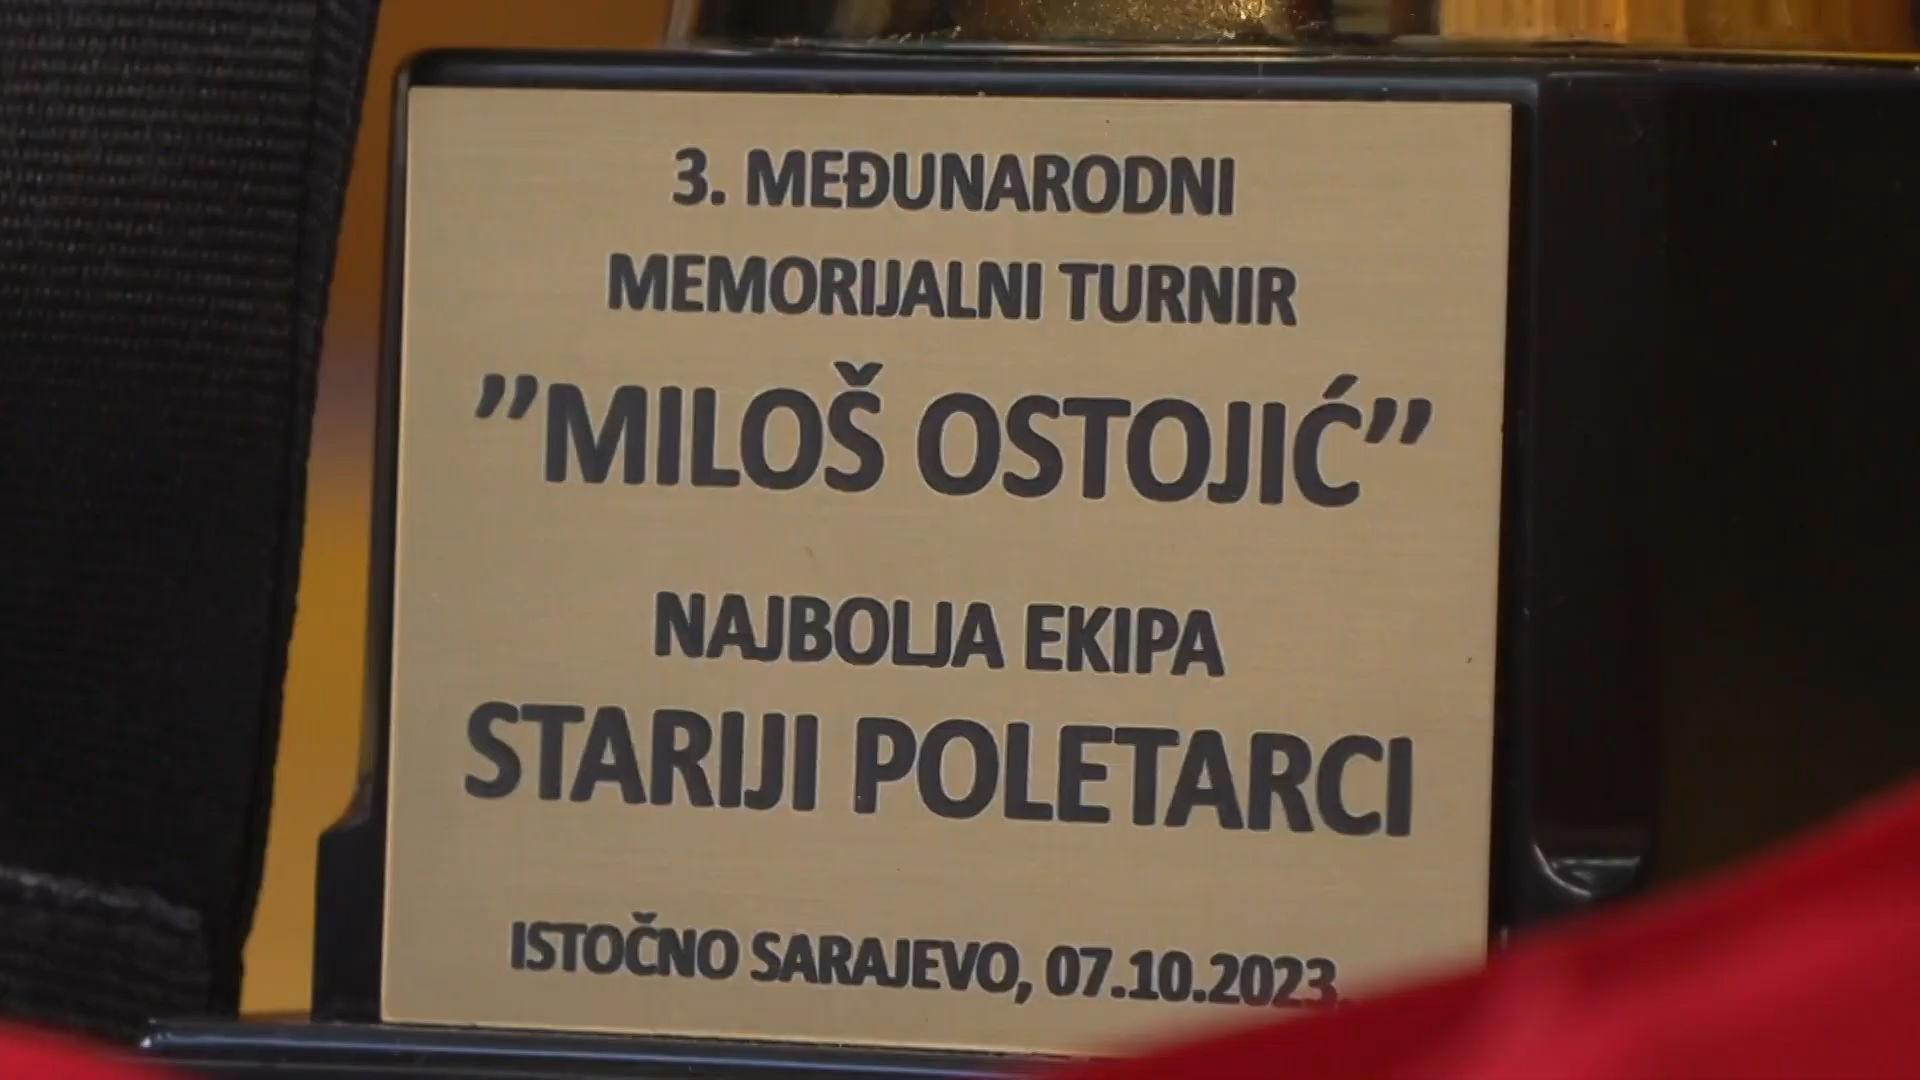 3. MEĐUNARODNI
MEMORIJALNI TURNIR
”MILOŠ OSTOJIĆ”
NAJBOLJA EKIPA
STARIJI POLETARCI
ISTOČNO SARAJEVO, 07.10.2023.